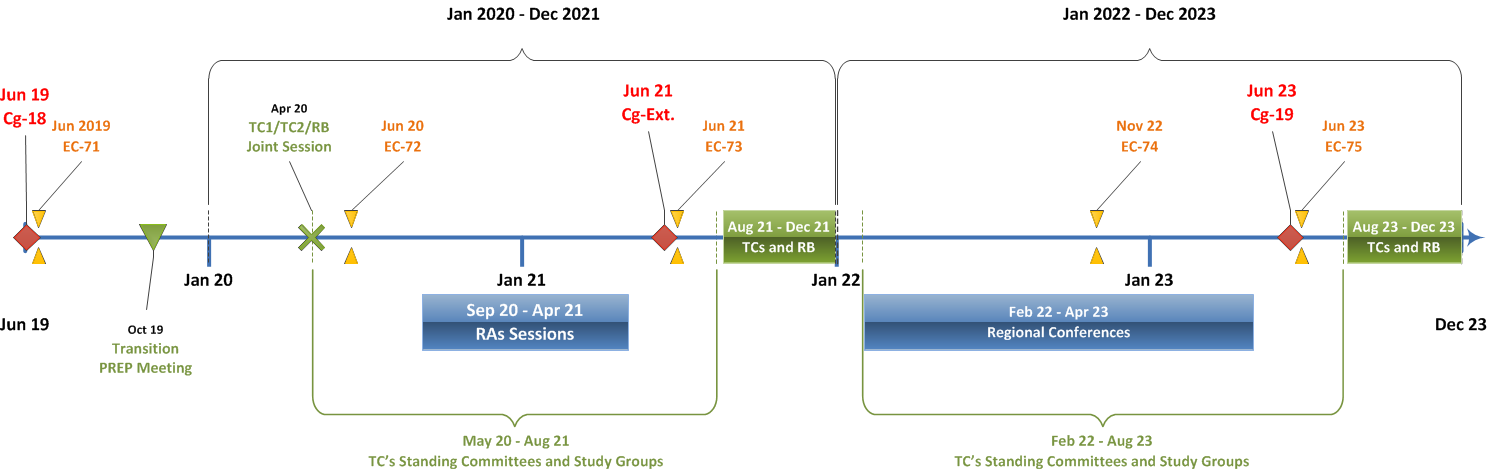 Jan 2020 - Dec 2021
Jan 2022 - Dec 2023
Jun 19
Cg-18
Jun 2019
EC-71
Apr 20
TC1/TC2/RB
Joint Session
Jun 20
EC-72
Jun 21
Cg-Ext.
Jun 21
EC-73
Nov 22
EC-74
Jun 23
Cg-19
Jun 23
EC-75
Aug 21 - Dec 21
TCs and RB
Aug 23 - Dec 23
TCs and RB
Jan 20
Jan 21
Jan 22
Jan 23
Jun 19
Oct 19
Transition
PREP Meeting
Sep 20 - Apr 21
RAs Sessions
Feb 22 - Apr 23
Regional Conferences
Dec 23
May 20 - Aug 21
TC’s Standing Committees and Study Groups
Feb 22 - Aug 23
TC’s Standing Committees and Study Groups